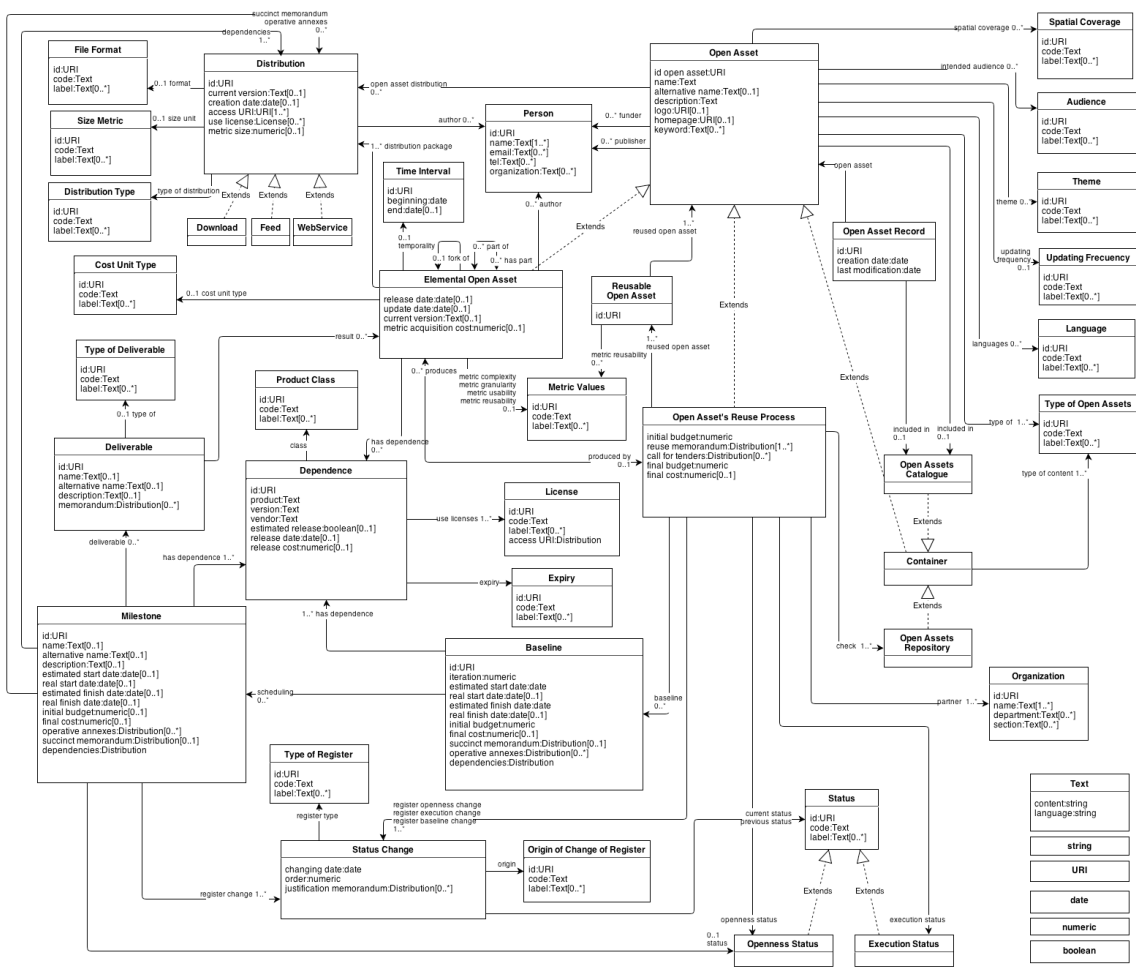 succinct memorandum
operative annexes
0..*
dependencies
1..*
File Format
id:URI
code:Text
label:Text[0..*]
0..1 format
Size Metric
id:URI
code:Text
label:Text[0..*]
0..1 size unit
Distribution Type
id:URI
code:Text
label:Text[0..*]
type of distribution
Distribution
id:URI
current version:Text[0..1]
creation date:date[0..1]
access URI:URI[1..*]
use license:License[0..*]
metric size:numeric[0..1]
Extends
Extends
Extends
Download
Feed
WebService
open asset distribution
0..*
author 0..*
1..* distribution package
Person
id:URI
name:Text[1..*]
email:Text[0..*]
tel:Text[0..*]
organization:Text[0..*]
0..* funder
0..* publisher
0..* author
Time Interval
id:URI
beginning:date
end:date[0..1]
0..1
temporality
0..1 fork of
0..* part of
0..* has part
Open Asset
id open asset:URI
name:Text
alternative name:Text[0..1]
description:Text
logo:URI[0..1]
homepage:URI[0..1]
keyword:Text[0..*]
spatial coverage 0..*
Spatial Coverage
id:URI
code:Text
label:Text[0..*]
intended audience 0..*
Audience
id:URI
code:Text
label:Text[0..*]
theme 0..*
Theme
id:URI
code:Text
label:Text[0..*]
updating
frequency
0..1
Updating Frecuency
id:URI
code:Text
label:Text[0..*]
languages 0..*
Language
id:URI
code:Text
label:Text[0..*]
type of 1..*
Type of Open Assets
id:URI
code:Text
label:Text[0..*]
type of content 1..*
open asset
Open Asset Record
id:URI
creation date:date
last modification:date
included in
0..1
included in
0..1
Extends
1..*
reused open asset
Extends
Extends
Cost Unit Type
id:URI
code:Text
label:Text[0..*]
0..1 cost unit type
Elemental Open Asset
release date:date[0..1]
update date:date[0..1]
current version:Text[0..1]
metric acquisition cost:numeric[0..1]
Reusable
Open Asset
id:URI
1..*
reused open asset
metric reusability
0..*
result 0..*
0..* produces
metric complexity
metric granularity
metric usability
metric reusability
0..1
Metric Values
id:URI
code:Text
label:Text[0..*]
Type of Deliverable
id:URI
code:Text
label:Text[0..*]
0..1 type of
Product Class
id:URI
code:Text
label:Text[0..*]
class
has dependence
0..*
Deliverable
id:URI
name:Text[0..1]
alternative name:Text[0..1]
description:Text[0..1]
memorandum:Distribution[0..*]
deliverable 0..*
Dependence
id:URI
product:Text
version:Text
vendor:Text
estimated release:boolean[0..1]
release date:date[0..1]
release cost:numeric[0..1]
has dependence 1..*
1..* has dependence
produced by
0..1
Open Asset's Reuse Process
initial budget:numeric
reuse memorandum:Distribution[1..*]
call for tenders:Distribution[0..*]
final budget:numeric
final cost:numeric[0..1]
use licenses 1..*
License
id:URI
code:Text
label:Text[0..*]
access URI:Distribution
expiry
Expiry
id:URI
code:Text
label:Text[0..*]
Open Assets
Catalogue
Extends
Container
Extends
Open Assets
Repository
check 1..*
Milestone
id:URI
name:Text[0..1]
alternative name:Text[0..1]
description:Text[0..1]
estimated start date:date[0..1]
real start date:date[0..1]
estimated finish date:date[0..1]
real finish date:date[0..1]
initial budget:numeric[0..1]
final cost:numeric[0..1]
operative annexes:Distribution[0..*]
succinct memorandum:Distribution[0..1]
dependencies:Distribution
scheduling
0..*
Baseline
id:URI
iteration:numeric
estimated start date:date
real start date:date[0..1]
estimated finish date:date
real finish date:date[0..1]
initial budget:numeric
final cost:numeric[0..1]
succinct memorandum:Distribution[0..1]
operative annexes:Distribution[0..*]
dependencies:Distribution
baseline
0..*
partner 1..*
Organization
id:URI
name:Text[1..*]
department:Text[0..*]
section:Text[0..*]
Type of Register
id:URI
code:Text
label:Text[0..*]
register type
register openness change
register execution change
register baseline change
1..*
Status Change
changing date:date
order:numeric
justification memorandum:Distribution[0..*]
register change 1..*
origin
Origin of Change of Register
id:URI
code:Text
label:Text[0..*]
current status
previous status
Status
id:URI
code:Text
label:Text[0..*]
Extends
Extends
openness status
execution status
0..1
status
Openness Status
Execution Status
Text
content:string
language:string
string
URI
date
numeric
boolean